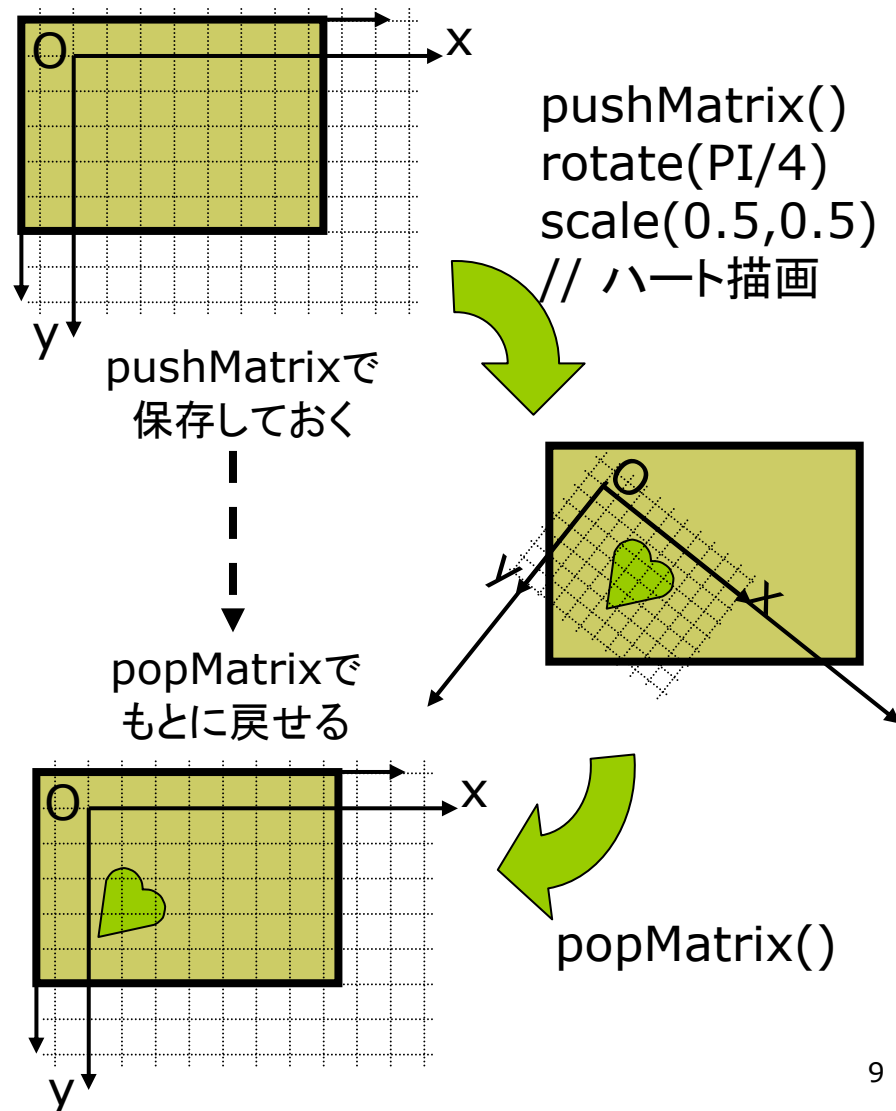 O
x
y
pushMatrix()
rotate(PI/4)
scale(0.5,0.5)
// ハート描画
pushMatrixで
保存しておく
O
y
x
popMatrixで
もとに戻せる
O
x
y
popMatrix()
9